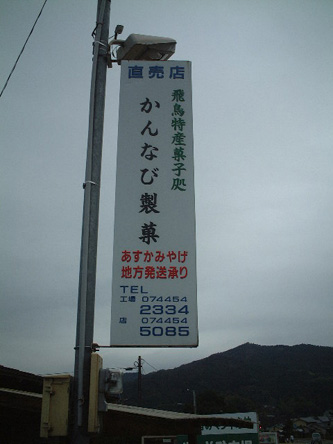 直売店
飛鳥特産菓子処
かんなび製菓
あすかみやげ
地方発送承り
TEL
工場 074454
2334
店 074454
5085